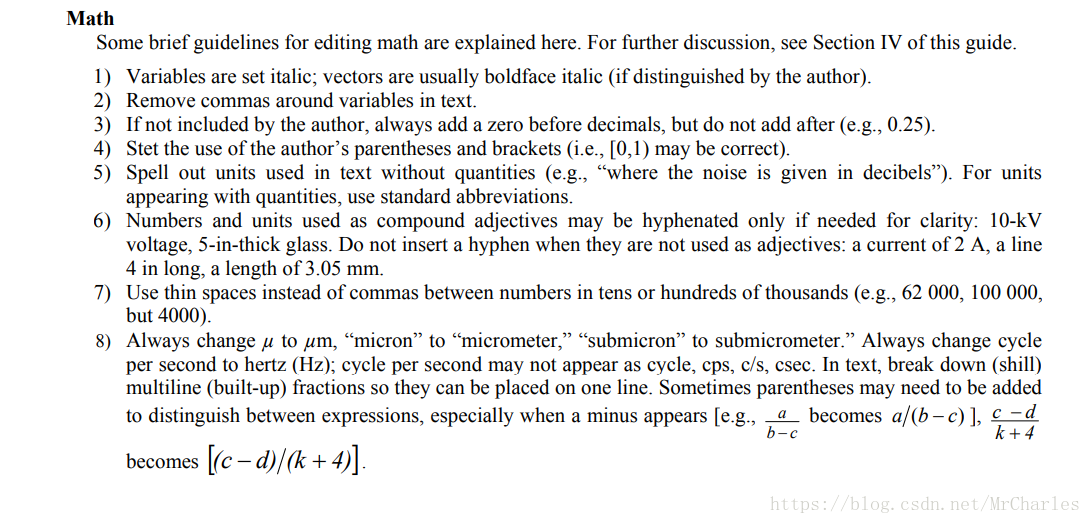 Math
Some brief guidelines for editing math are explained here. For further discussion, see Section IV of this guide.
1) Variables are set italic; vectors are usually boldface italic (if distinguished by the author).
2) Remove commas around variables in text.
3) If not included by the author, always add a zero before decimals, but do not add after (e.g., 0.25).
4) Stet the use of the author’s parentheses and brackets (i.e., [0,1) may be correct).
5) Spell out units used in text without quantities (e.g., “where the noise is given in decibels”). For units
appearing with quantities, use standard abbreviations.
6) Numbers and units used as compound adjectives may be hyphenated only if needed for clarity: 10-kV
voltage, 5-in-thick glass. Do not insert a hyphen when they are not used as adjectives: a current of 2 A, a line
4 in long, a length of 3.05 mm.
7) Use thin spaces instead of commas between numbers in tens or hundreds of thousands (e.g., 62 000, 100 000,
but 4000).
8) Always change μ to μm, “micron” to “micrometer,” “submicron” to submicrometer.” Always change cycle
per second to hertz (Hz); cycle per second may not appear as cycle, cps, c/s, csec. In text, break down (shill)
multiline (built-up) fractions so they can be placed on one line. Sometimes parentheses may need to be added
to distinguish between expressions, especially when a minus appears [e.g., a/b−c becomes a/(b−c) ], c−d/k+4
becomes [(c−d)/(k+4)].
https://blog.csdn.net/MrCharles